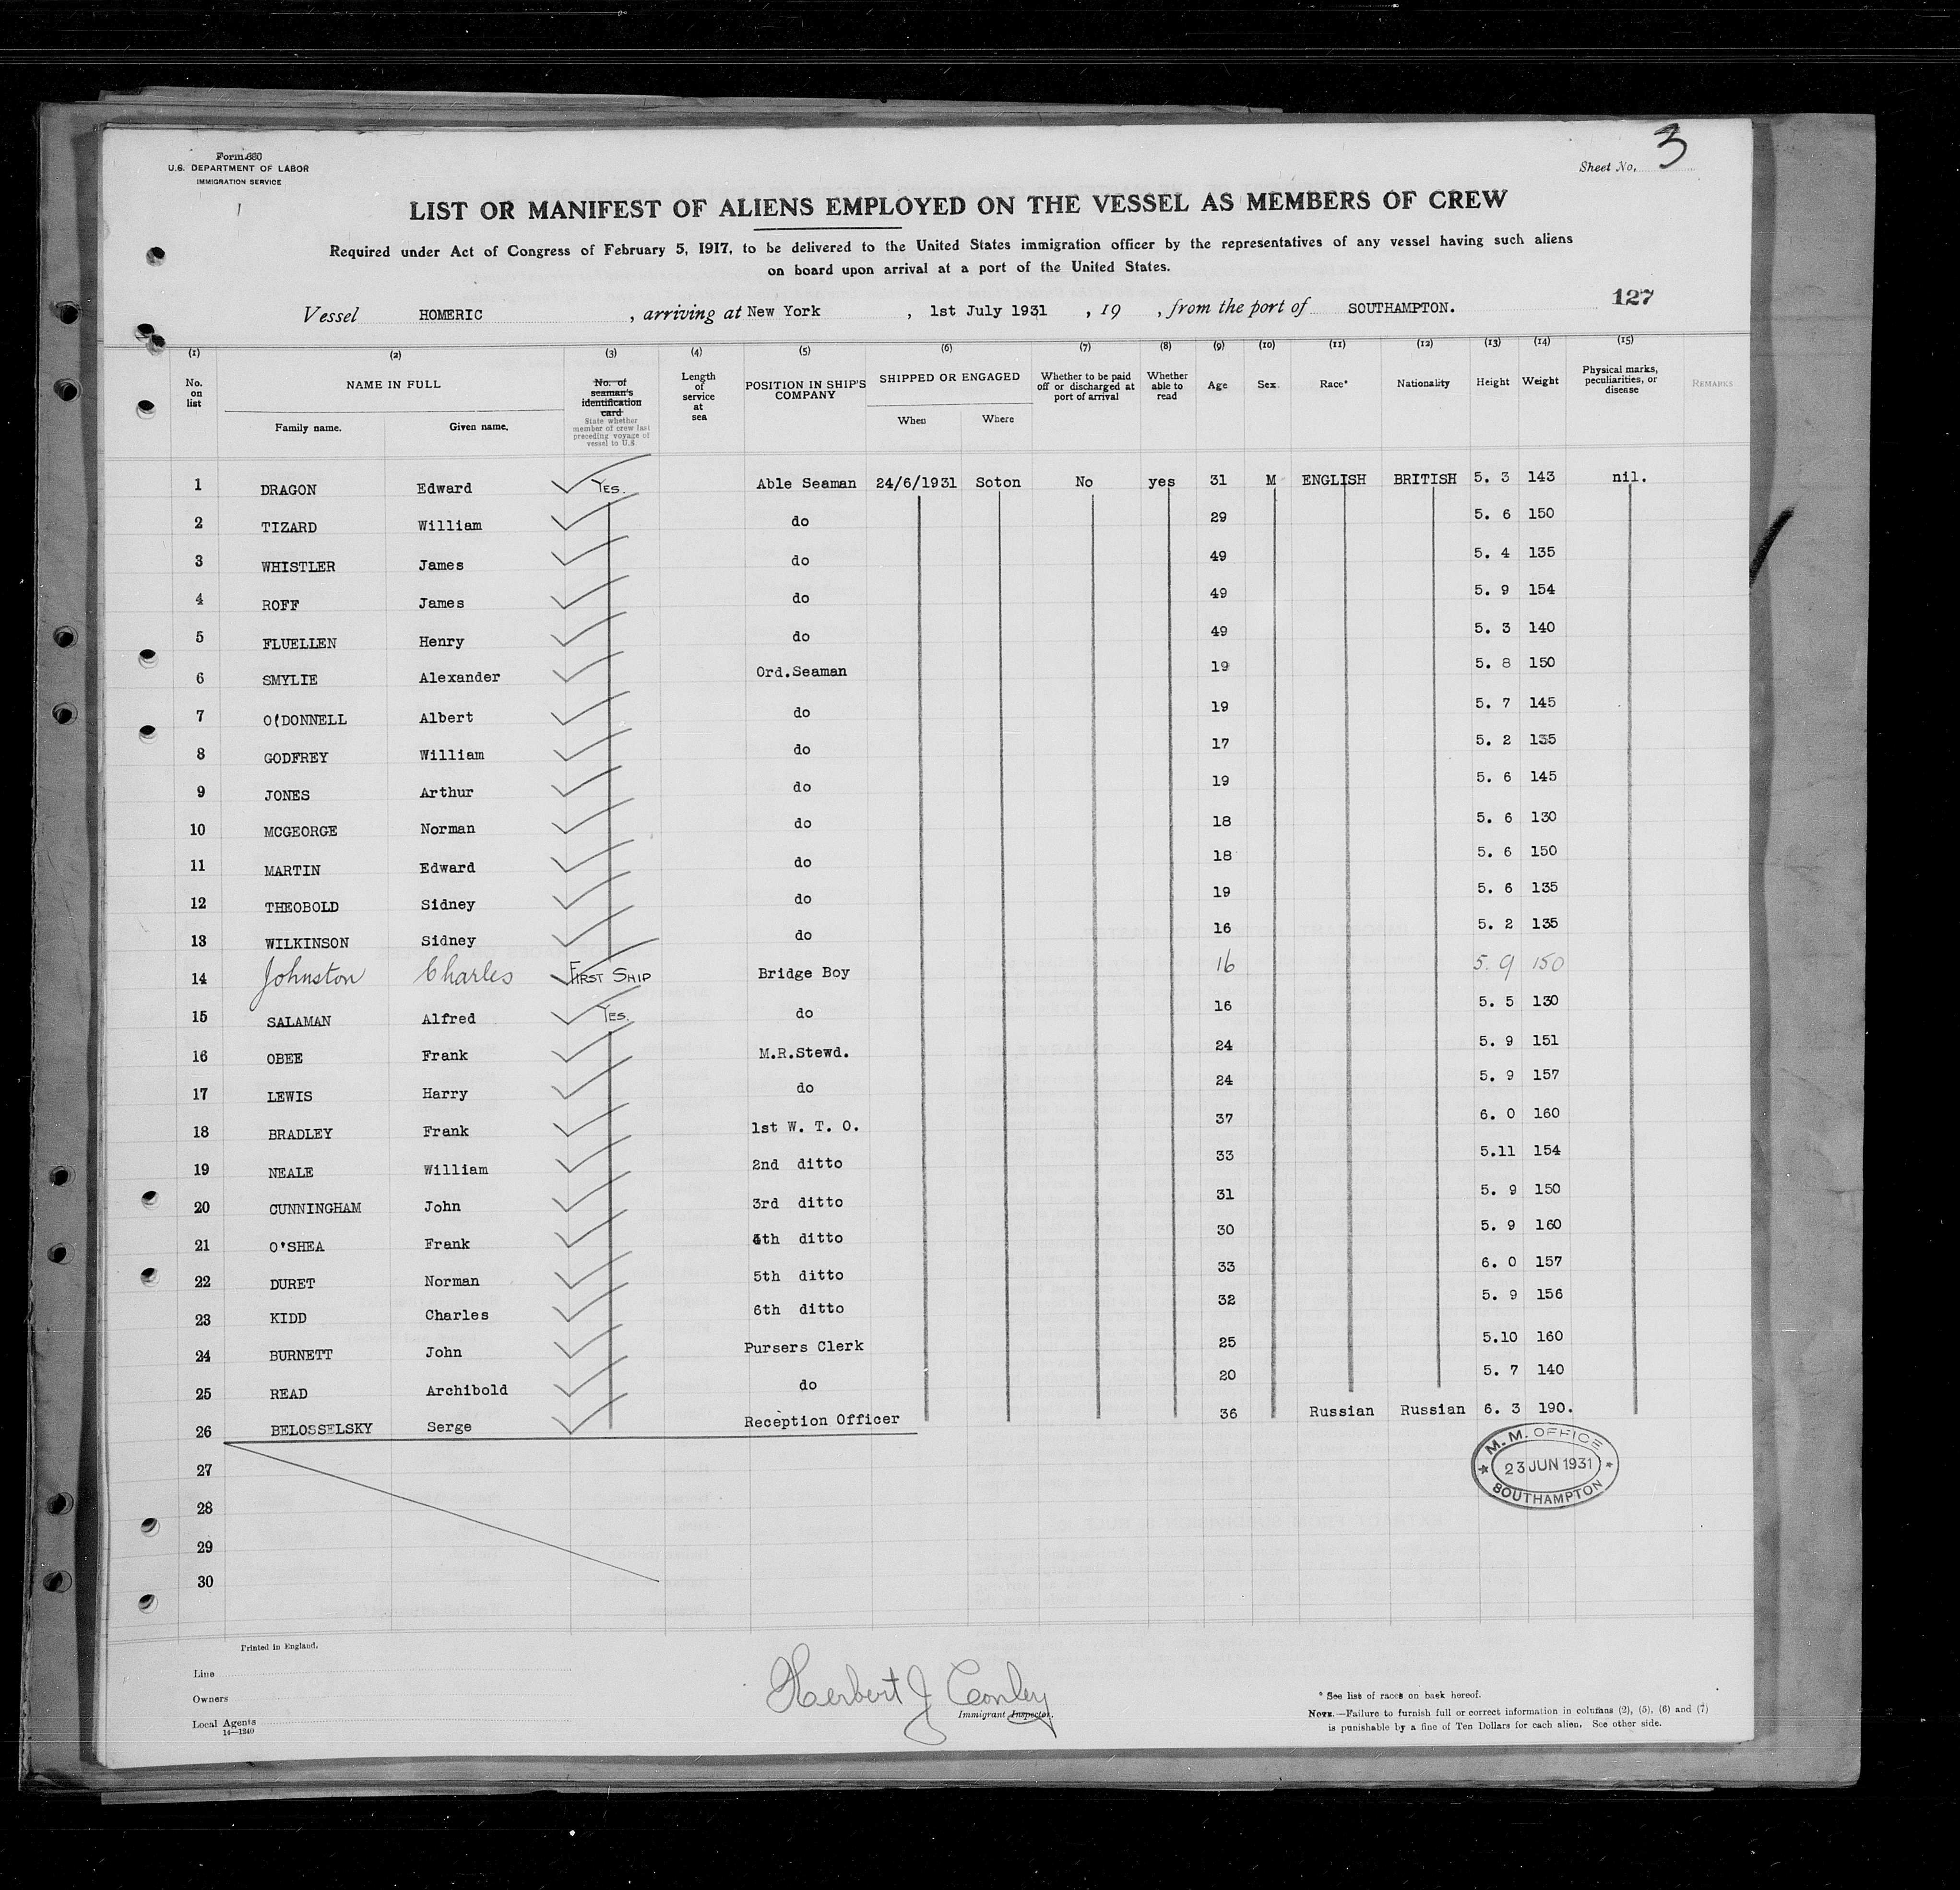 Form 680
U.S. DEPARTMENT OF LABOR
IMMIGRATION SERVICE
Sheet No. 3
LIST OR MANIFEST OF ALIENS EMPLOYED ON THE VESSEL AS MEMBERS OF CREW
Required under Act of Congress of February 5, 1917, to be delivered to the United States immigration officer by the representatives of any vessel having such aliens
on board upon arrival at a port of the United States.
127
Vessel HOMERIC, arriving at New York, 1st July 1931, 19, from the port of SOUTHAMPTON.
(1) (2) (3) (4) (5) (6) (7) (8) (9) (10) (11) (12) (13) (14) (15)
No. on list
NAME IN FULL
Family name. Given name.
No. of seaman's identification card
State whether member of crew last preceding voyage of vessel to U.S.
Length of service at sea
POSITION IN SHIP'S COMPANY
SHIPPED OR ENGAGED
When Where
Whether to be paid off or discharged at port of arrival
Whether able to read
Age
Sex
Race*
Nationality
Height
Weight
Physical marks, peculiarities, or disease
REMARKS
1 DRAGON Edward YES. Able Seaman 24/6/1931 Soton No yes 31 M ENGLISH BRITISH 5. 3 143 nil.
2 TIZARD William do 29 5. 6 150
3 WHISTLER James do 49 5. 4 135
4 ROFF James do 49 5. 9 154
5 FLUELLEN Henry do 49 5. 3 140
6 SMYLIE Alexander Ord.Seaman 19 5. 8 150
7 O'DONNELL Albert do 19 5. 7 145
8 GODFREY William do 17 5. 2 135
9 JONES Arthur do 19 5. 6 145
10 MCGEORGE Norman do 18 5. 6 130
11 MARTIN Edward do 18 5. 6 150
12 THEOBOLD Sidney do 19 5. 6 135
13 WILKINSON Sidney do 16 5. 2 135
14 Johnston Charles FIRST SHIP Bridge Boy 16 5. 9 150
15 SALAMAN Alfred YES. do 16 5. 5 130
16 OBEE Frank M.R.Stewd. 24 5. 9 151
17 LEWIS Harry do 24 5. 9 157
18 BRADLEY Frank 1st W. T. O. 37 6. 0 160
19 NEALE William 2nd ditto 33 5.11 154
20 CUNNINGHAM John 3rd ditto 31 5. 9 150
21 O'SHEA Frank 4th ditto 30 5. 9 160
22 DURET Norman 5th ditto 33 6. 0 157
23 KIDD Charles 6th ditto 32 5. 9 156
24 BURNETT John Pursers Clerk 25 5.10 160
25 READ Archibold do 20 5. 7 140
26 BELOSSELSKY Serge Reception Officer 36 Russian Russian 6. 3 190.
27
28
29
30
M. M. OFFICE
23 JUN 1931
SOUTHAMPTON
Printed in England.
Line
Owners
Local Agents
14—1240
Herbert J Conley
Immigrant Inspector.
* See list of races on back hereof.
NOTE.—Failure to furnish full or correct information in columns (2), (5), (6) and (7)
is punishable by a fine of Ten Dollars for each alien. See other side.